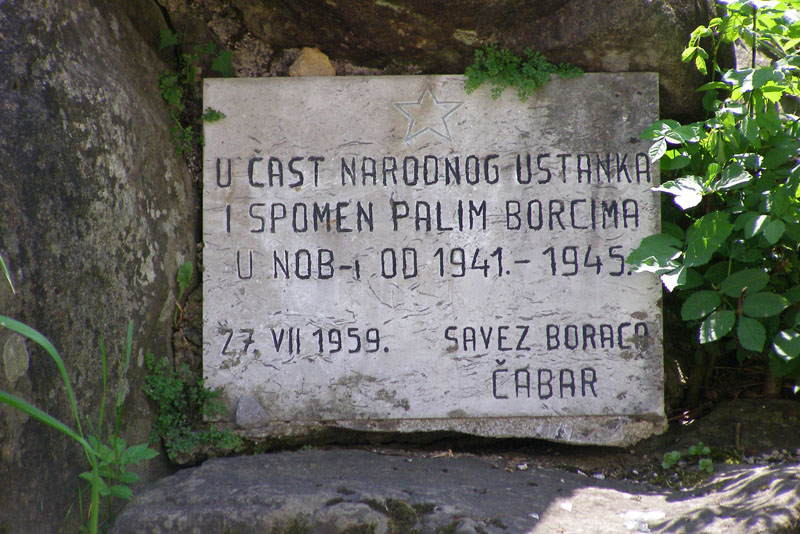 U ČAST NARODNOG USTANKA
I SPOMEN PALIM BORCIMA
U NOB-i OD 1941.-1945.
27. VII 1959. SAVEZ BORACA
ČABAR